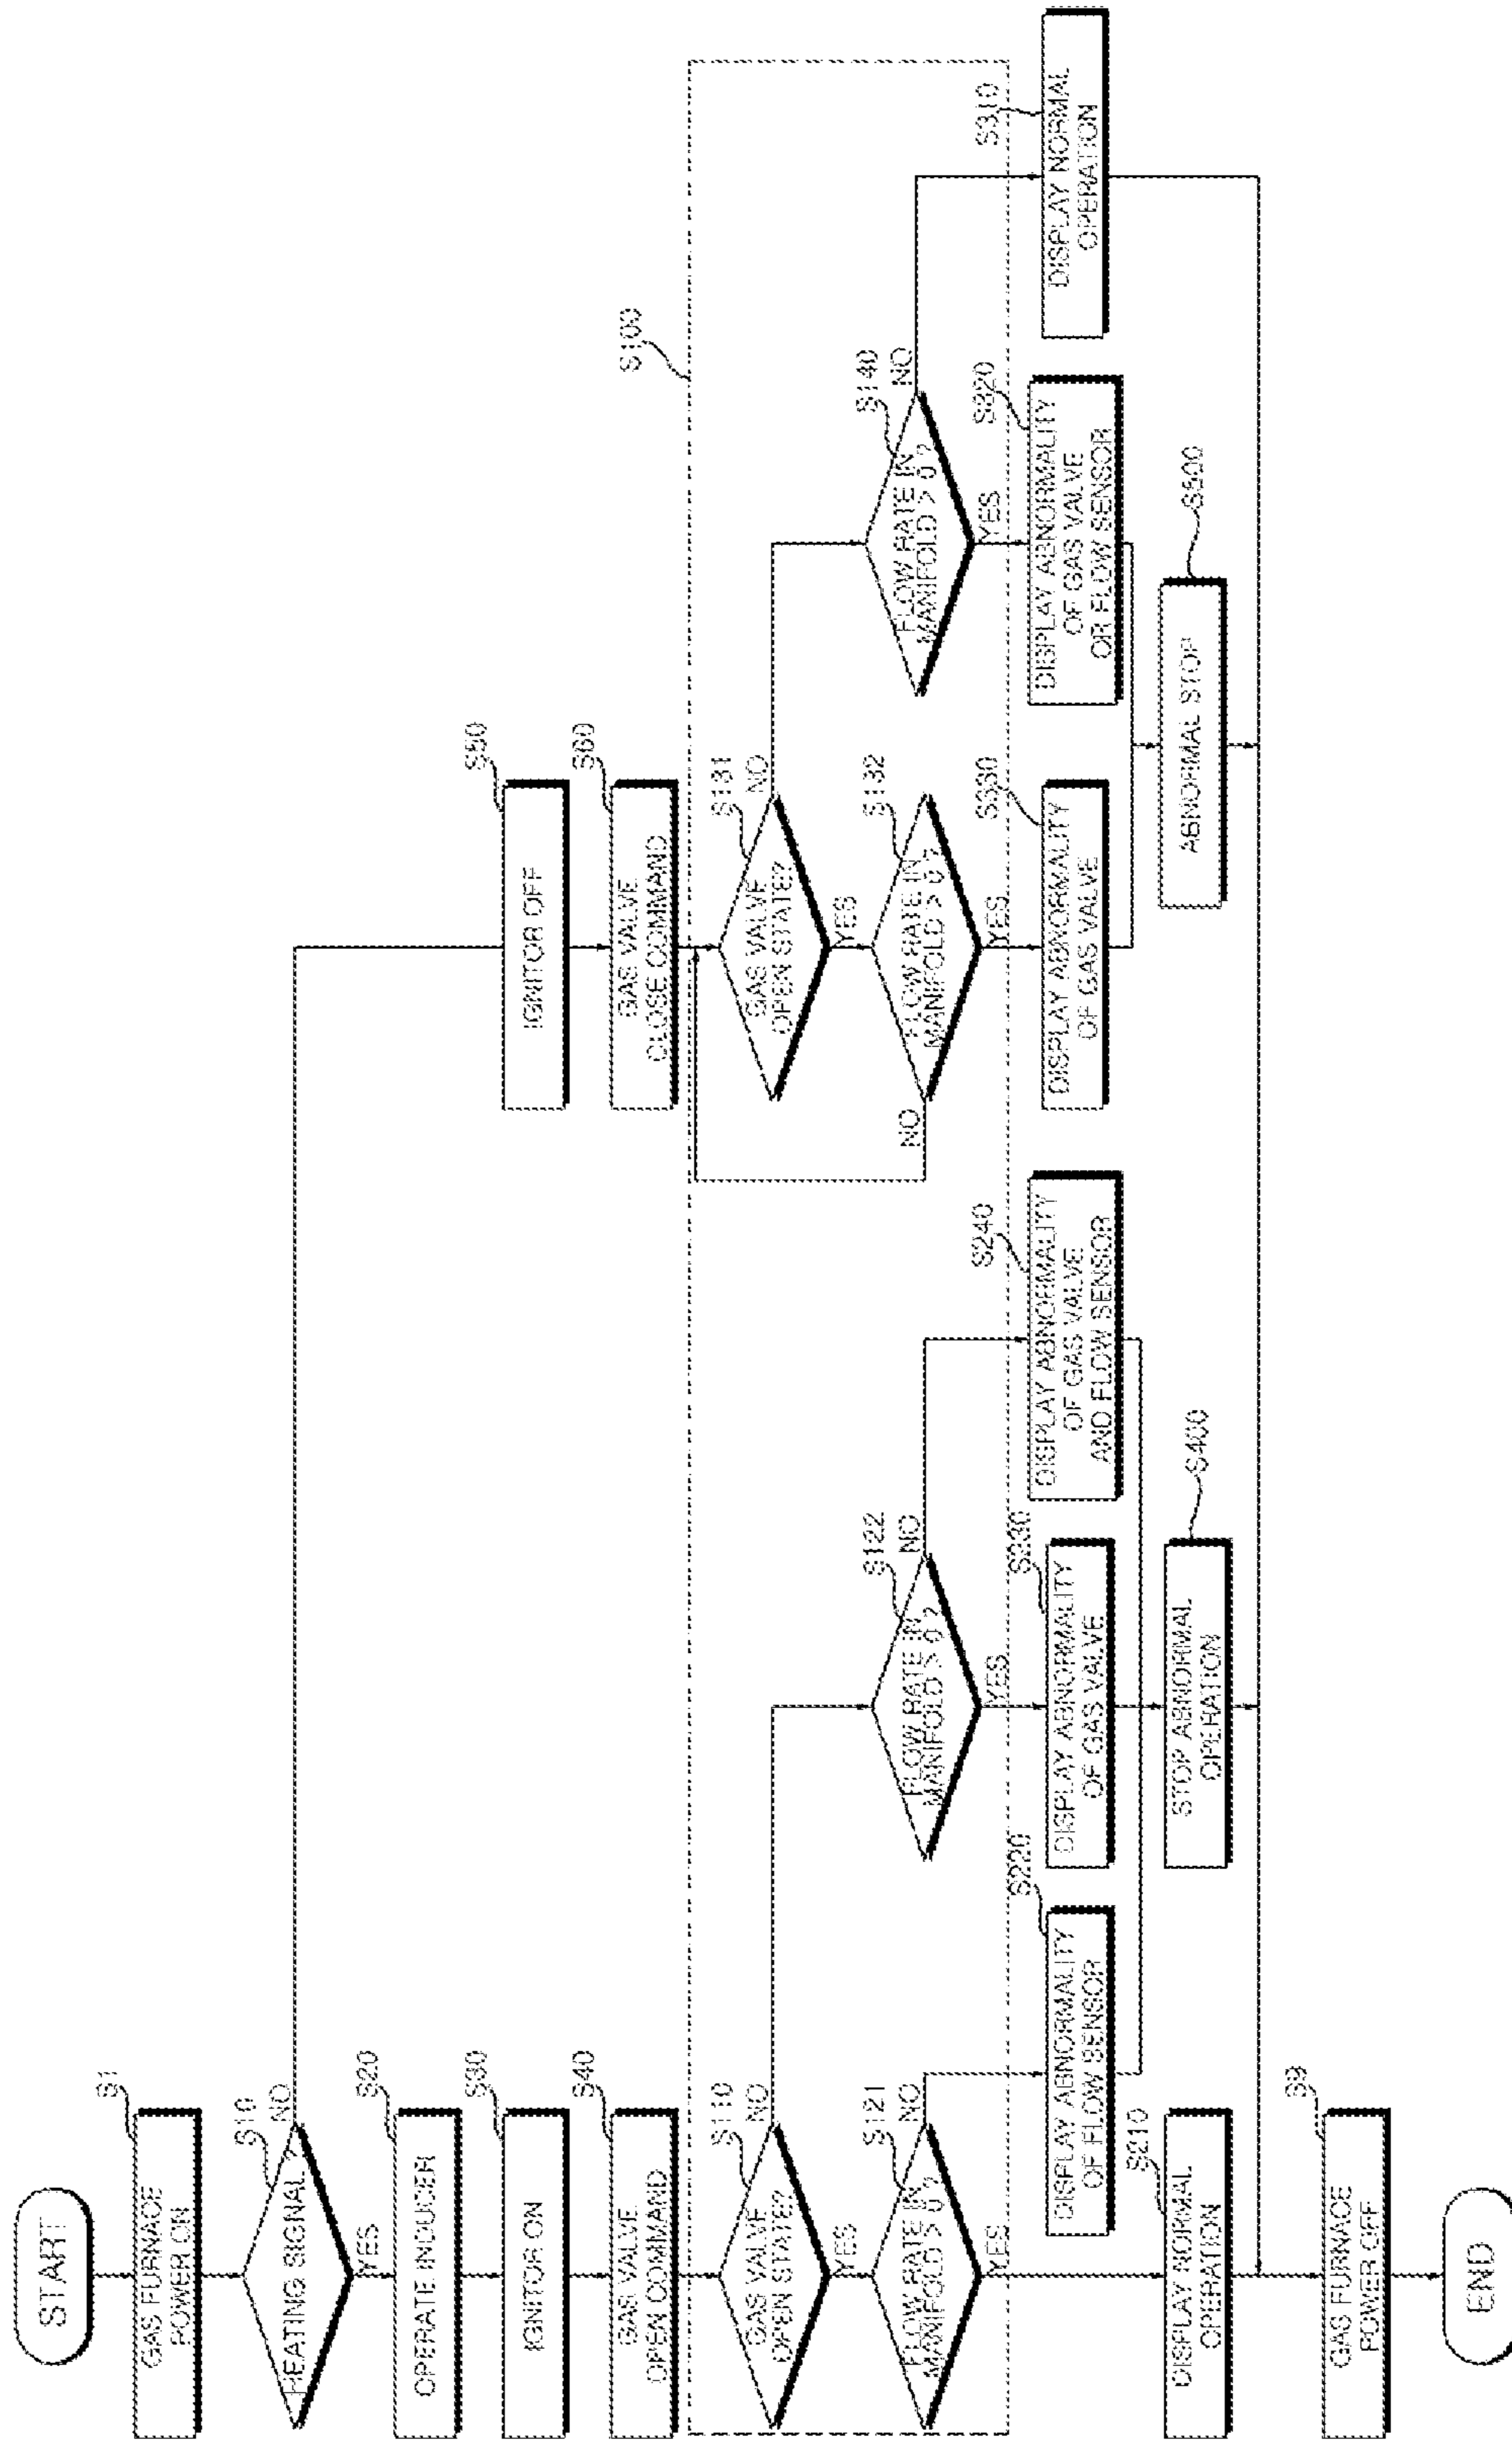 START
S1
GAS FURNACE
POWER ON
S10
HEATING SIGNAL ?
NO
YES
S20
OPERATE INDUCER
S30
IGNITOR ON
S40
GAS VALVE
OPEN COMMAND
S50
IGNITOR OFF
S60
GAS VALVE
CLOSE COMMAND
S100
S110
GAS VALVE
OPEN STATE?
NO
YES
S121
FLOW RATE IN
MANIFOLD > 0 ?
NO
YES
S122
FLOW RATE IN
MANIFOLD > 0 ?
NO
YES
S131
GAS VALVE
OPEN STATE?
NO
YES
S132
FLOW RATE IN
MANIFOLD > 0 ?
NO
YES
S140
FLOW RATE IN
MANIFOLD > 0 ?
NO
YES
S220
DISPLAY ABNORMALITY
OF FLOW SENSOR
S230
DISPLAY ABNORMALITY
OF GAS VALVE
S240
DISPLAY ABNORMALITY
OF GAS VALVE
AND FLOW SENSOR
S330
DISPLAY ABNORMALITY
OF GAS VALVE
S320
DISPLAY ABNORMALITY
OF GAS VALVE
OR FLOW SENSOR
S310
DISPLAY NORMAL
OPERATION
S210
DISPLAY NORMAL
OPERATION
S400
STOP ABNORMAL
OPERATION
ABNORMAL STOP
S9
GAS FURNACE
POWER OFF
END